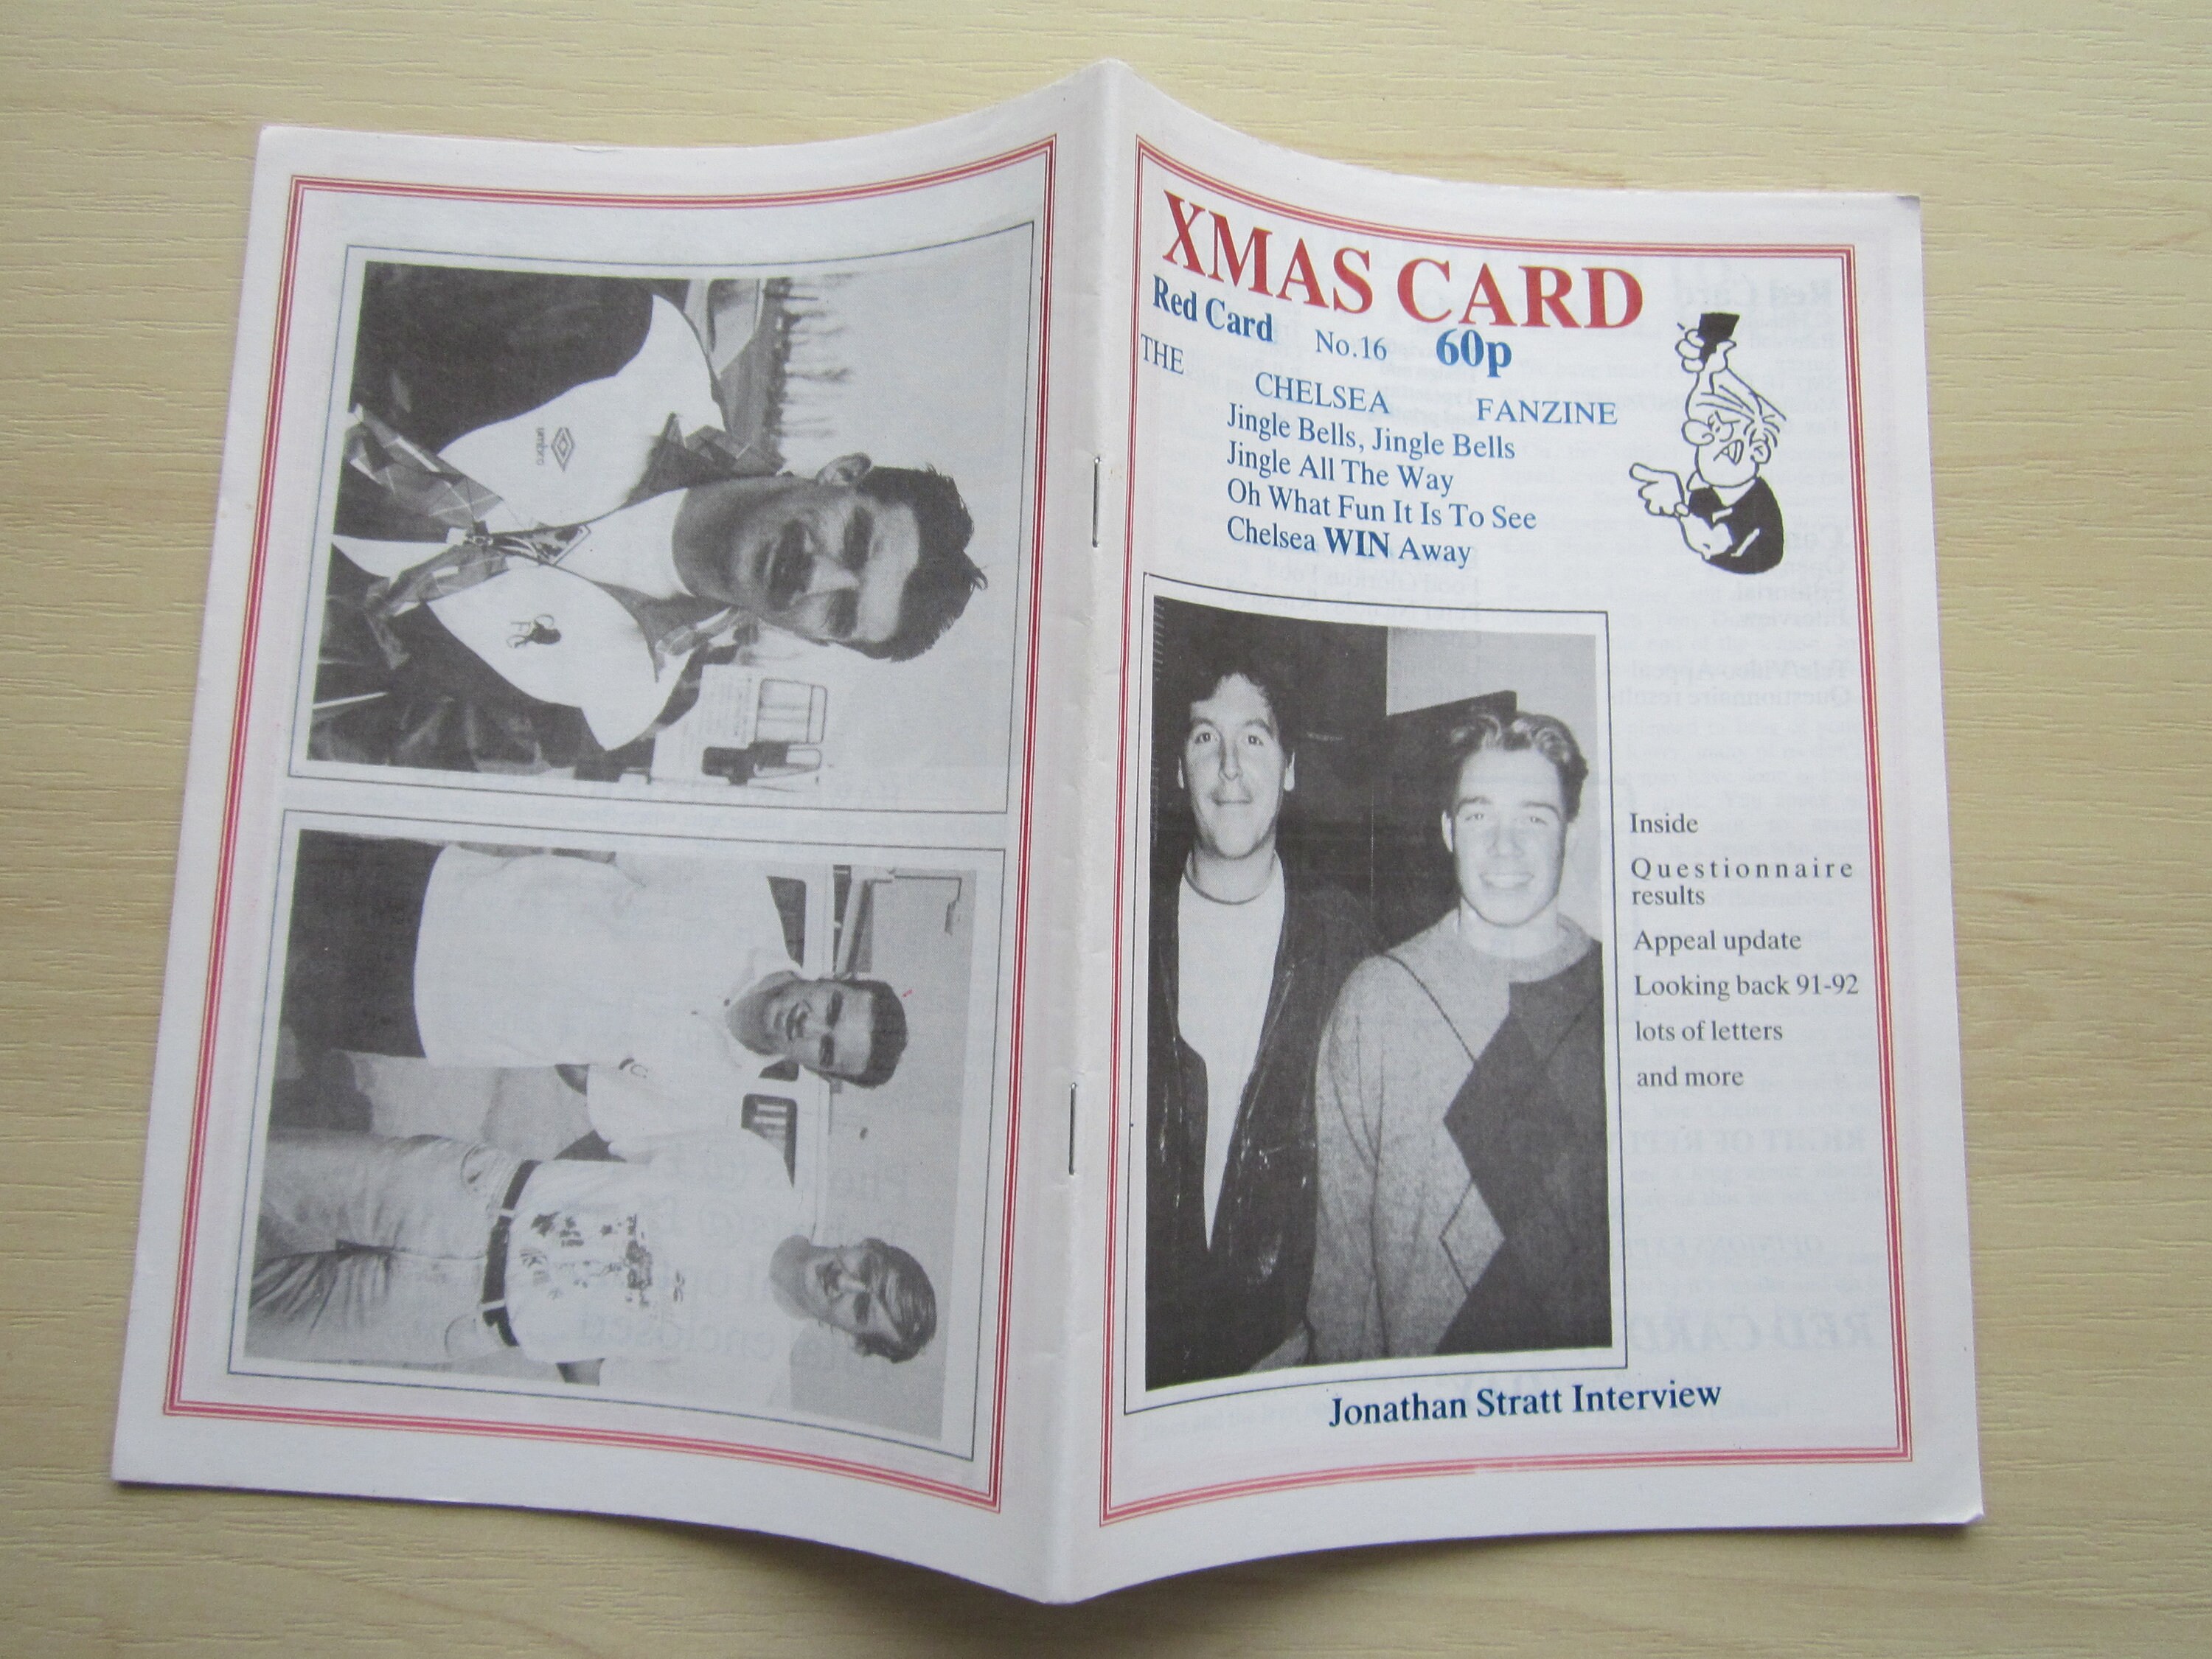 XMAS CARD
Red Card No.16 60p
THE CHELSEA FANZINE
Jingle Bells, Jingle Bells
Jingle All The Way
Oh What Fun It Is To See
Chelsea WIN Away
Inside
Questionnaire
results
Appeal update
Looking back 91-92
lots of letters
and more
Jonathan Stratt Interview
umbro